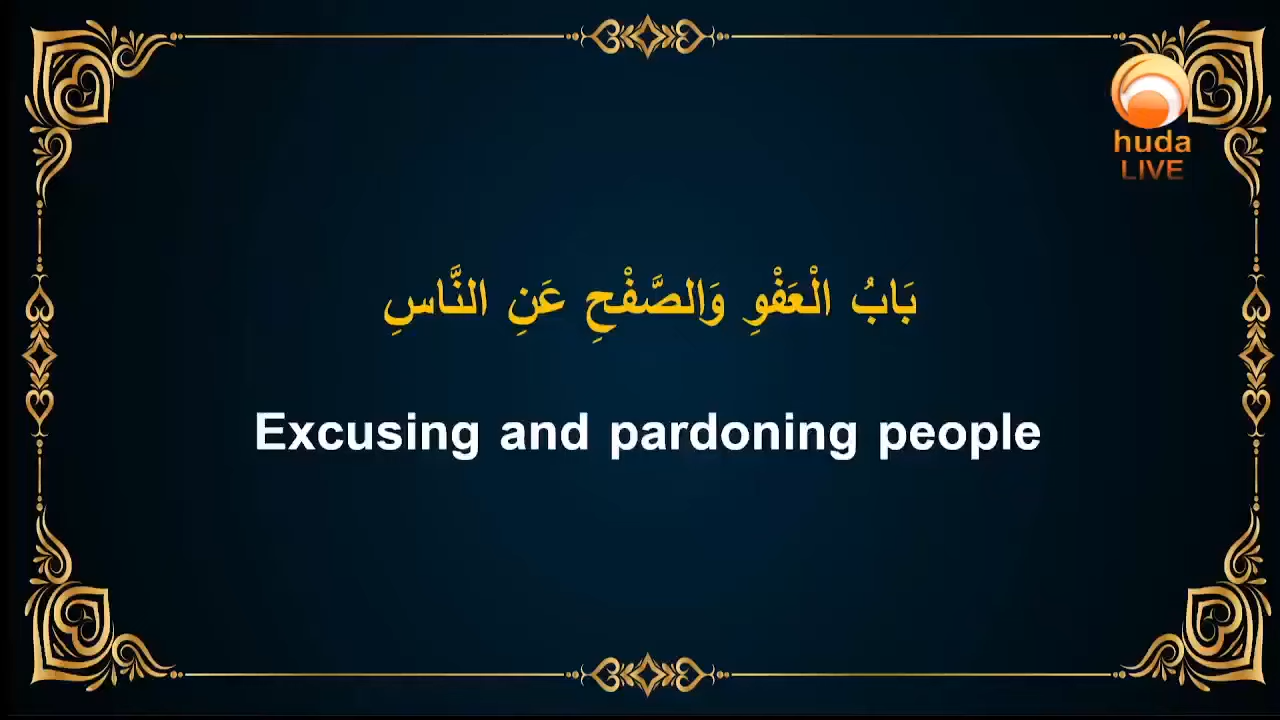 huda
LIVE
بَابُ الْعَفْوِ وَالصَّفْحِ عَنِ النَّاسِ
Excusing and pardoning people